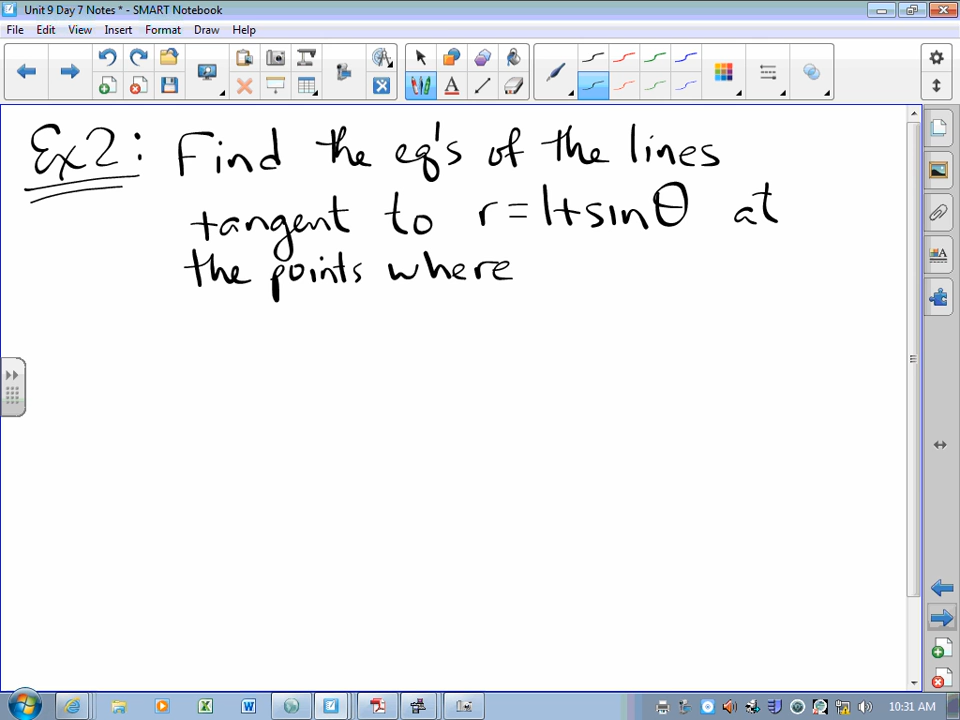 Unit 9 Day 7 Notes * - SMART Notebook
File Edit View Insert Format Draw Help
Ex2: Find the eq's of the lines
tangent to r = 1+sinθ at
the points where
10:31 AM